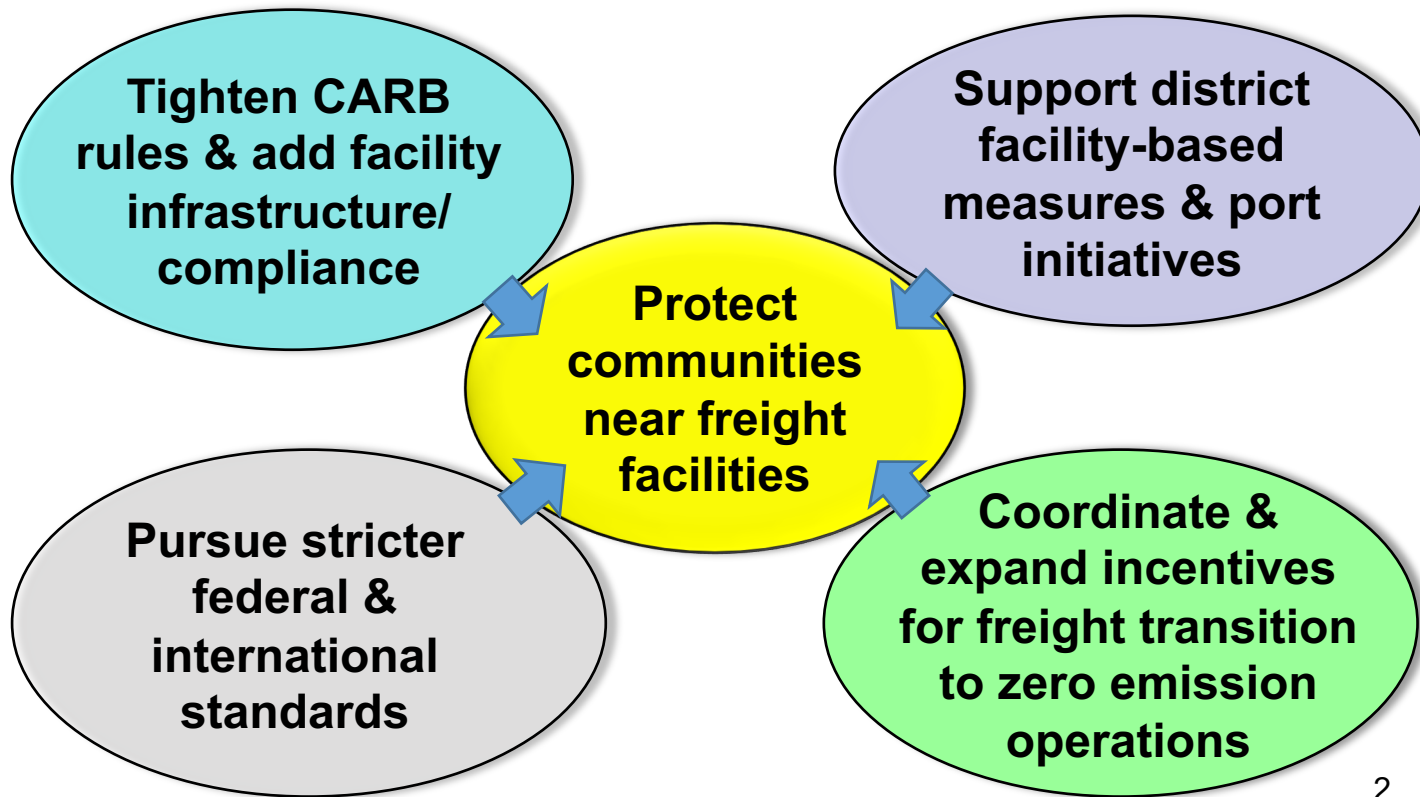 Tighten CARB
rules & add facility
infrastructure/
compliance
Support district
facility-based
measures & port
initiatives
Protect
communities
near freight
facilities
Pursue stricter
federal &
international
standards
Coordinate &
expand incentives
for freight transition
to zero emission
operations
2